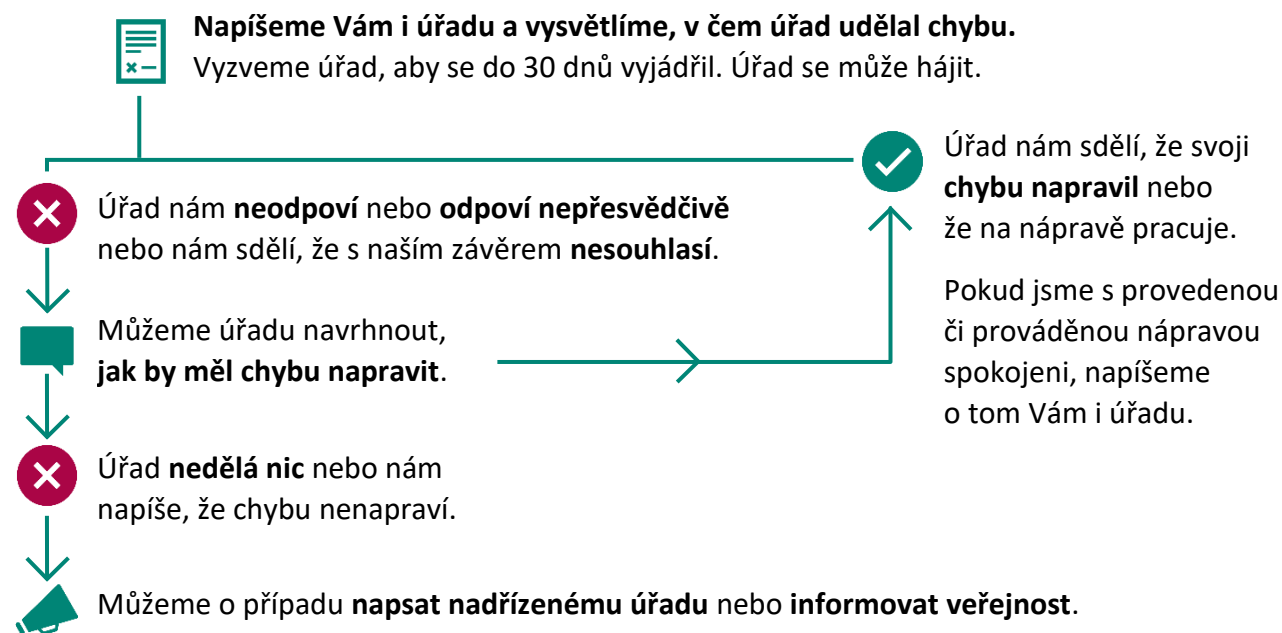 Napíšeme Vám i úřadu a vysvětlíme, v čem úřad udělal chybu.
Vyzveme úřad, aby se do 30 dnů vyjádřil. Úřad se může hájit.
Úřad nám neodpoví nebo odpoví nepřesvědčivě
nebo nám sdělí, že s naším závěrem nesouhlasí.
Můžeme úřadu navrhnout,
jak by měl chybu napravit.
Úřad nedělá nic nebo nám
napíše, že chybu nenapraví.
Můžeme o případu napsat nadřízenému úřadu nebo informovat veřejnost.
Úřad nám sdělí, že svoji
chybu napravil nebo
že na nápravě pracuje.
Pokud jsme s provedenou
či prováděnou nápravou
spokojeni, napíšeme
o tom Vám i úřadu.